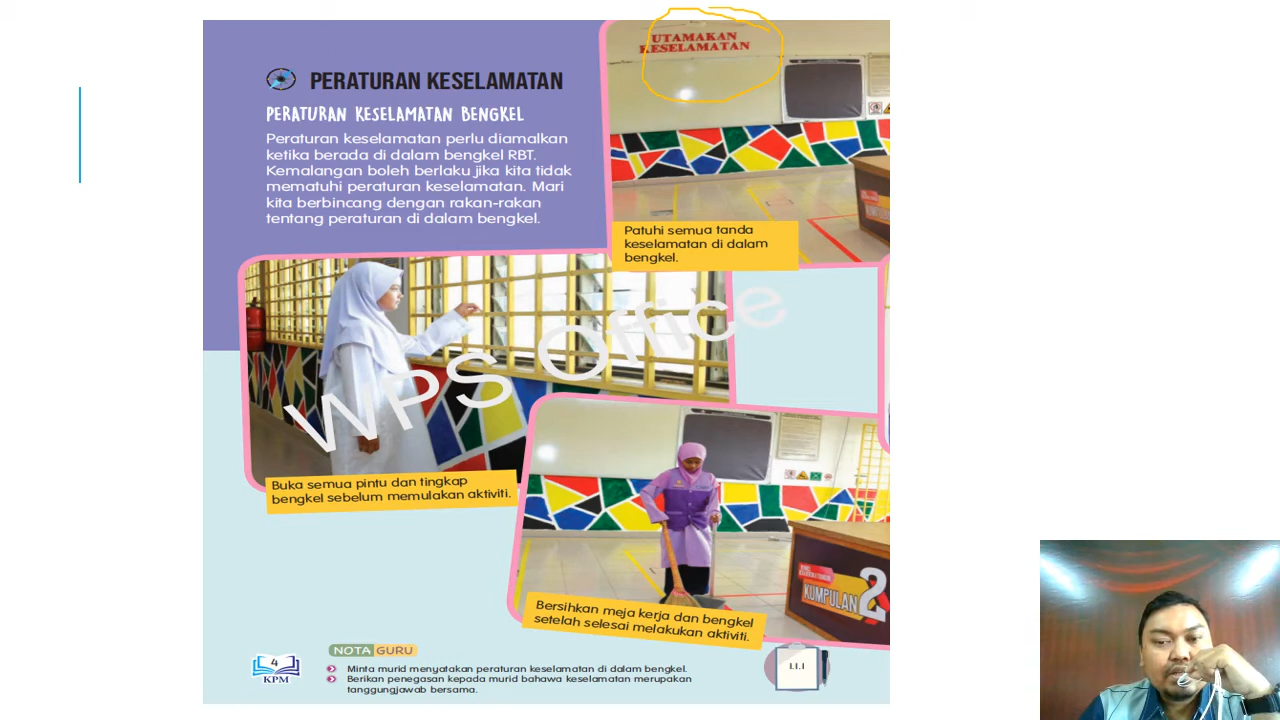 PERATURAN KESELAMATAN
PERATURAN KESELAMATAN BENGKEL
Peraturan keselamatan perlu diamalkan
ketika berada di dalam bengkel RBT.
Kemalangan boleh berlaku jika kita tidak
mematuhi peraturan keselamatan. Mari
kita berbincang dengan rakan-rakan
tentang peraturan di dalam bengkel.
UTAMAKAN
KESELAMATAN
Patuhi semua tanda
keselamatan di dalam
bengkel.
WPS Office
Buka semua pintu dan tingkap
bengkel sebelum memulakan aktiviti.
KUMPULAN 2
Bersihkan meja kerja dan bengkel
setelah selesai melakukan aktiviti.
NOTA GURU
Minta murid menyatakan peraturan keselamatan di dalam bengkel.
Berikan penegasan kepada murid bahawa keselamatan merupakan
tanggungjawab bersama.
4
KPM
1.1.1